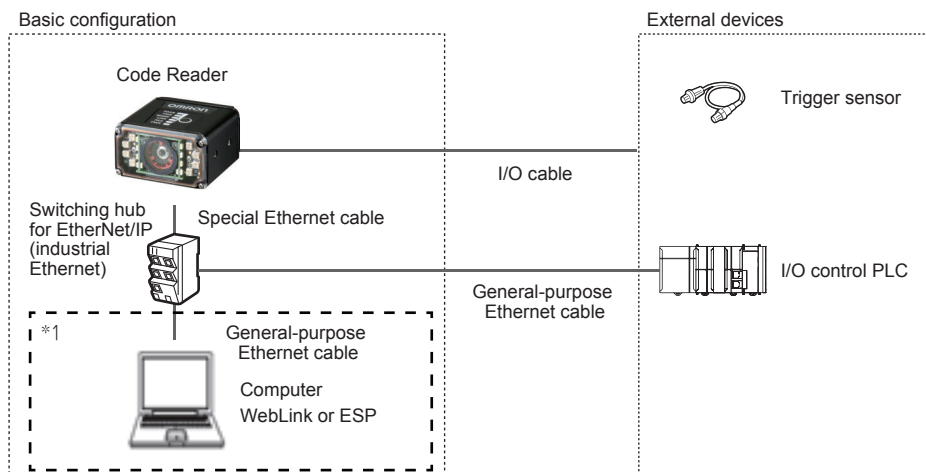 Basic configuration
External devices
Code Reader
omron
Trigger sensor
I/O cable
Switching hub
for EtherNet/IP
(industrial
Ethernet)
Special Ethernet cable
I/O control PLC
General-purpose
Ethernet cable
*1
General-purpose
Ethernet cable
Computer
WebLink or ESP